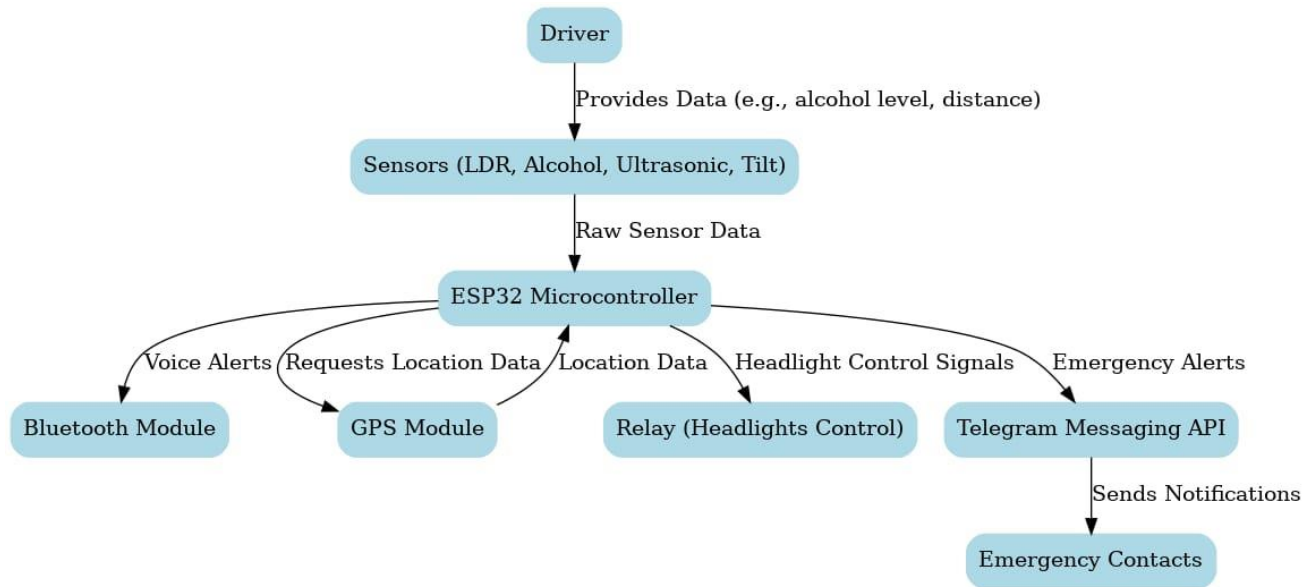 Driver
Provides Data (e.g., alcohol level, distance)
Sensors (LDR, Alcohol, Ultrasonic, Tilt)
Raw Sensor Data
ESP32 Microcontroller
Voice Alerts
Requests Location Data
Location Data
Headlight Control Signals
Emergency Alerts
Bluetooth Module
GPS Module
Relay (Headlights Control)
Telegram Messaging API
Sends Notifications
Emergency Contacts